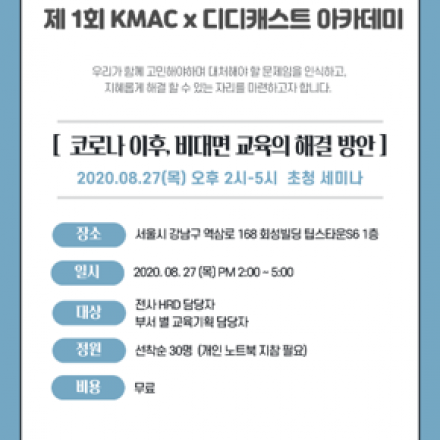 제 1회 KMAC x 디디캐스트 아카데미
우리가 함께 고민해야하며 대처해야 할 문제임을 인식하고,
지혜롭게 해결 할 수 있는 자리를 마련하고자 합니다.
[ 코로나 이후, 비대면 교육의 해결 방안 ]
2020.08.27(목) 오후 2시-5시 초청 세미나
장소 서울시 강남구 역삼로 168 회성빌딩 팁스타운S6 1층
일시 2020. 08. 27 (목) PM 2:00 ~ 5:00
대상 전사 HRD 담당자
부서 별 교육기획 담당자
정원 선착순 30명 (개인 노트북 지참 필요)
비용 무료